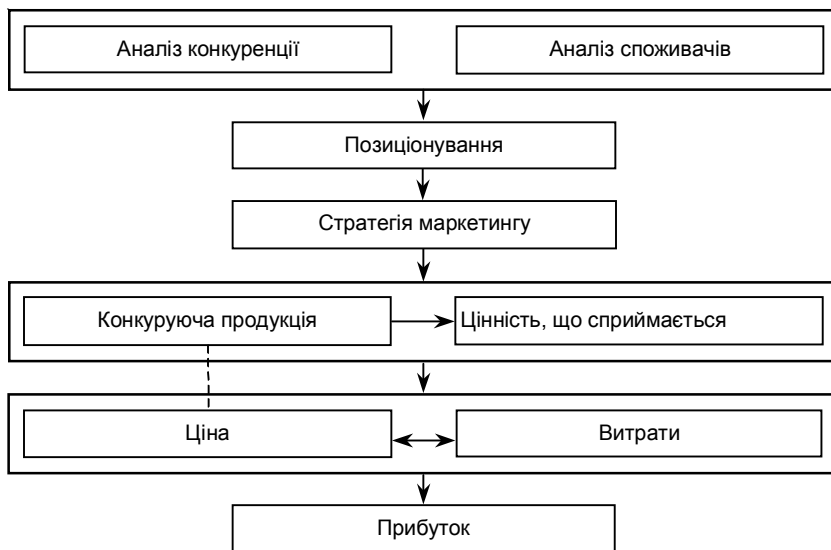 Аналіз конкуренції
Аналіз споживачів
Позиціонування
Стратегія маркетингу
Конкуруюча продукція
Цінність, що сприймається
Ціна
Витрати
Прибуток